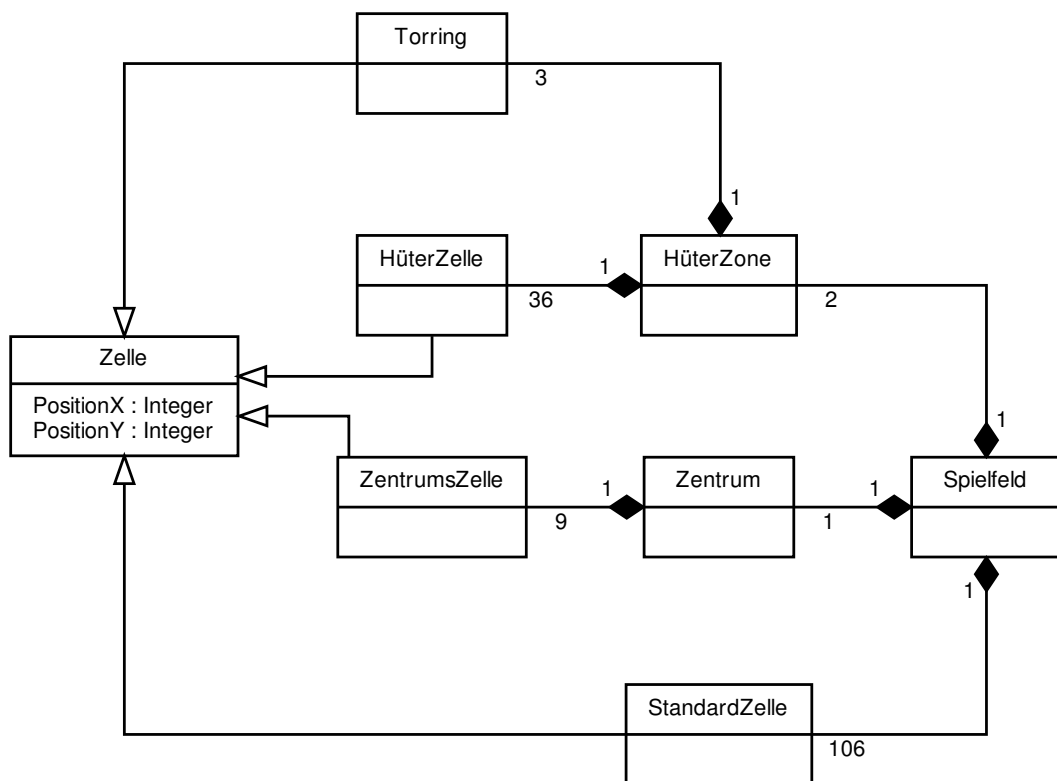 Torring
3
1
HüterZelle
1
36
HüterZone
2
Zelle
PositionX : Integer
PositionY : Integer
1
ZentrumsZelle
1
9
Zentrum
1
1
Spielfeld
1
StandardZelle
106